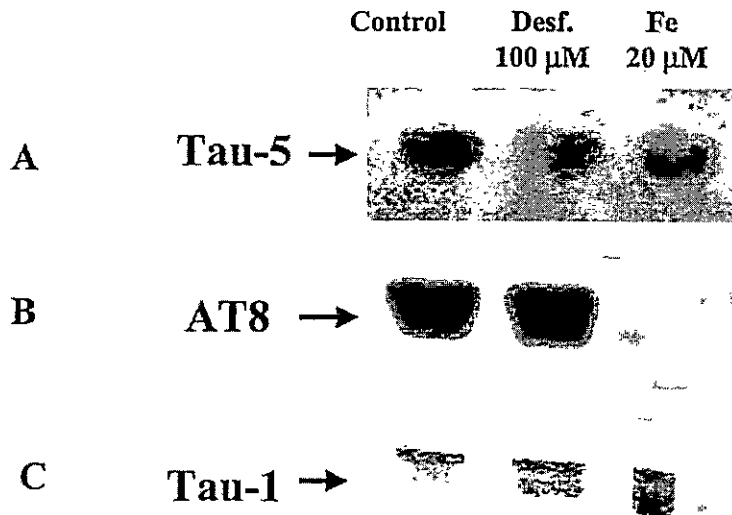 Control Desf. Fe
100 μM 20 μM
A Tau-5
B AT8
C Tau-1